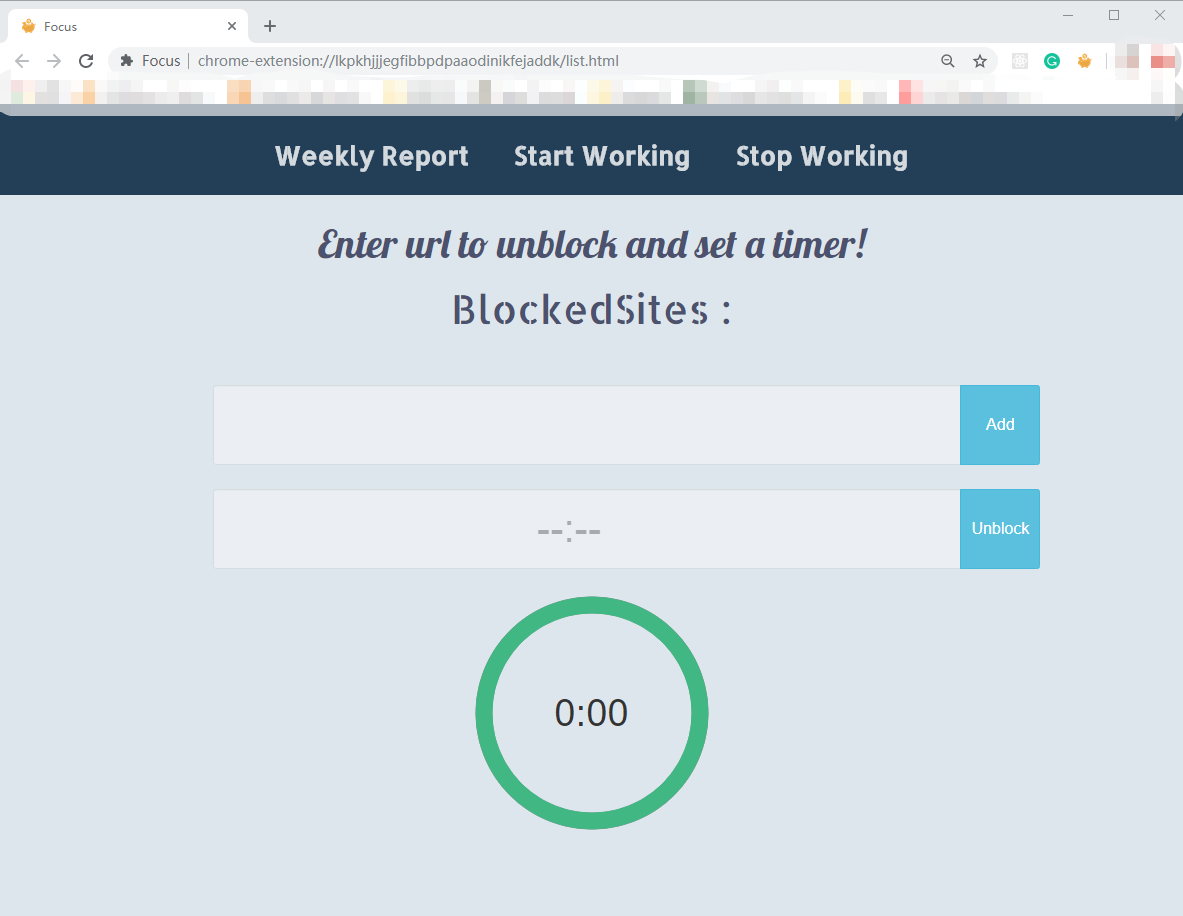 Focus
Focus | chrome-extension://lkpkhjjjegfibbpdpaaodinikfejaddk/list.html
Weekly Report Start Working Stop Working
Enter url to unblock and set a timer!
BlockedSites :
Add
--:-- Unblock
0:00